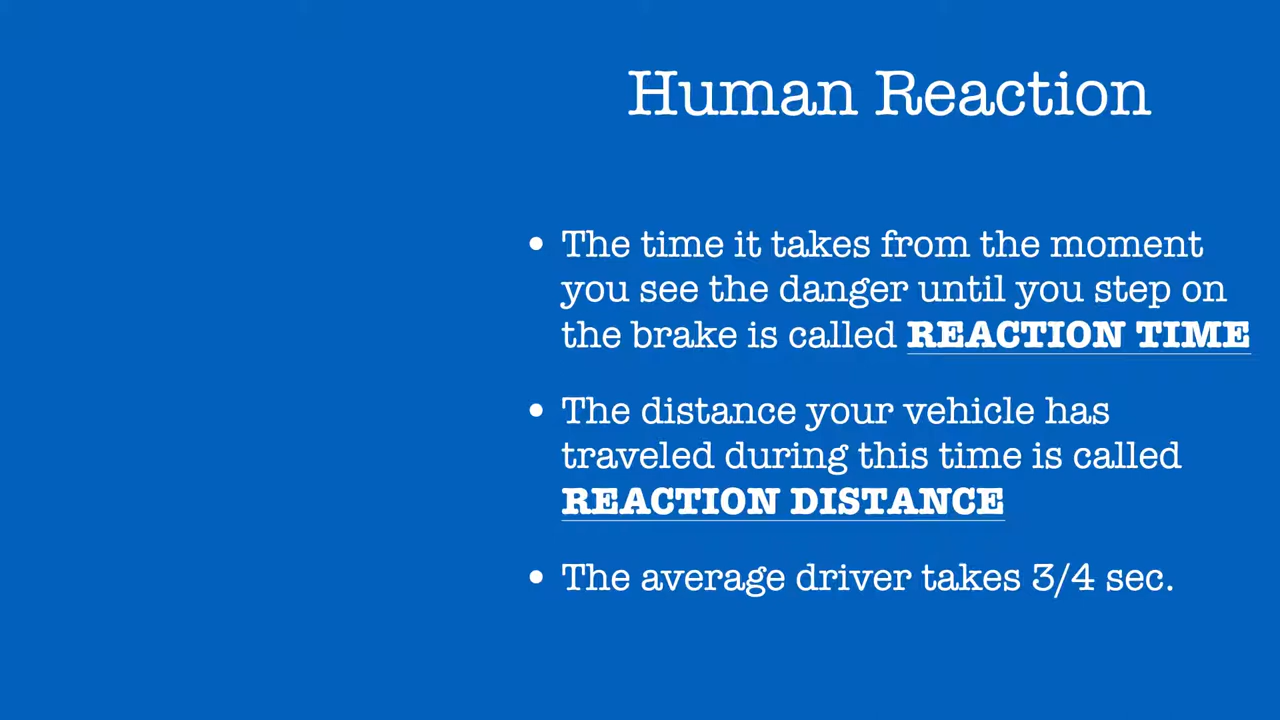 Human Reaction
• The time it takes from the moment
you see the danger until you step on
the brake is called REACTION TIME
• The distance your vehicle has
traveled during this time is called
REACTION DISTANCE
• The average driver takes 3/4 sec.